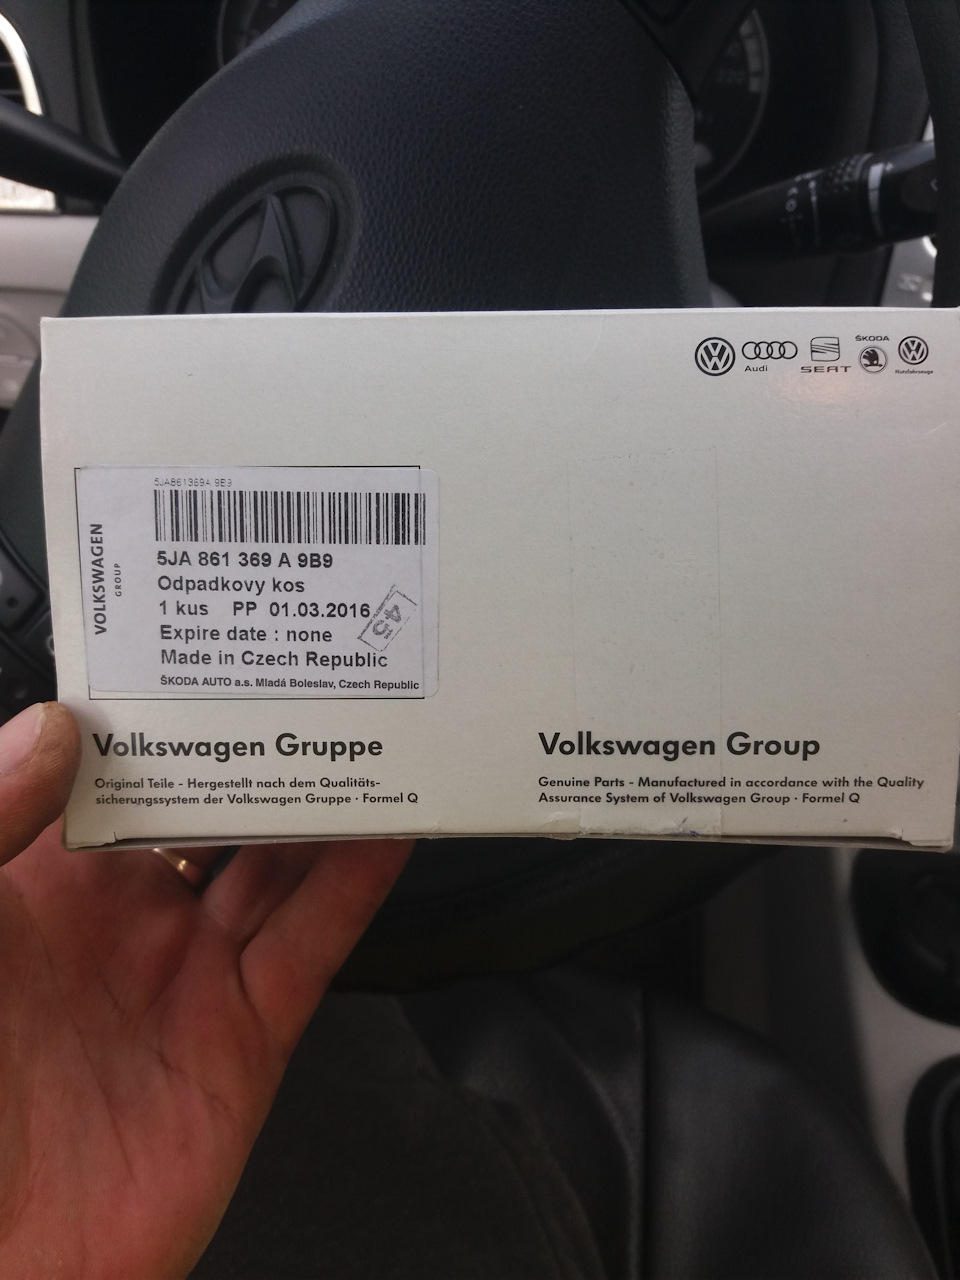 Audi
SEAT
ŠKODA
Nutzfahrzeuge
5JA861369A 9B9
VOLKSWAGEN
GROUP
5JA 861 369 A 9B9
Odpadkovy kos
1 kus PP 01.03.2016
Expire date : none
Made in Czech Republic
ŠKODA AUTO a.s. Mladá Boleslav, Czech Republic
45
Volkswagen Gruppe
Original Teile - Hergestellt nach dem Qualitäts-
sicherungssystem der Volkswagen Gruppe · Formel Q
Volkswagen Group
Genuine Parts - Manufactured in accordance with the Quality
Assurance System of Volkswagen Group · Formel Q